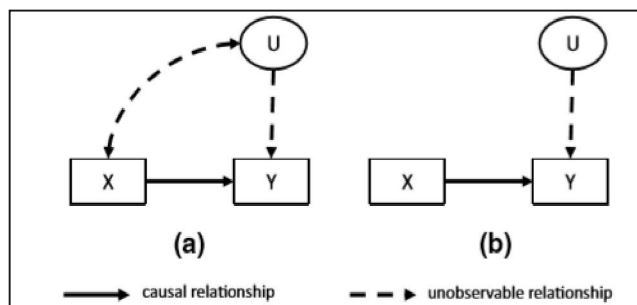 U U
X Y X Y
(a) (b)
causal relationship unobservable relationship